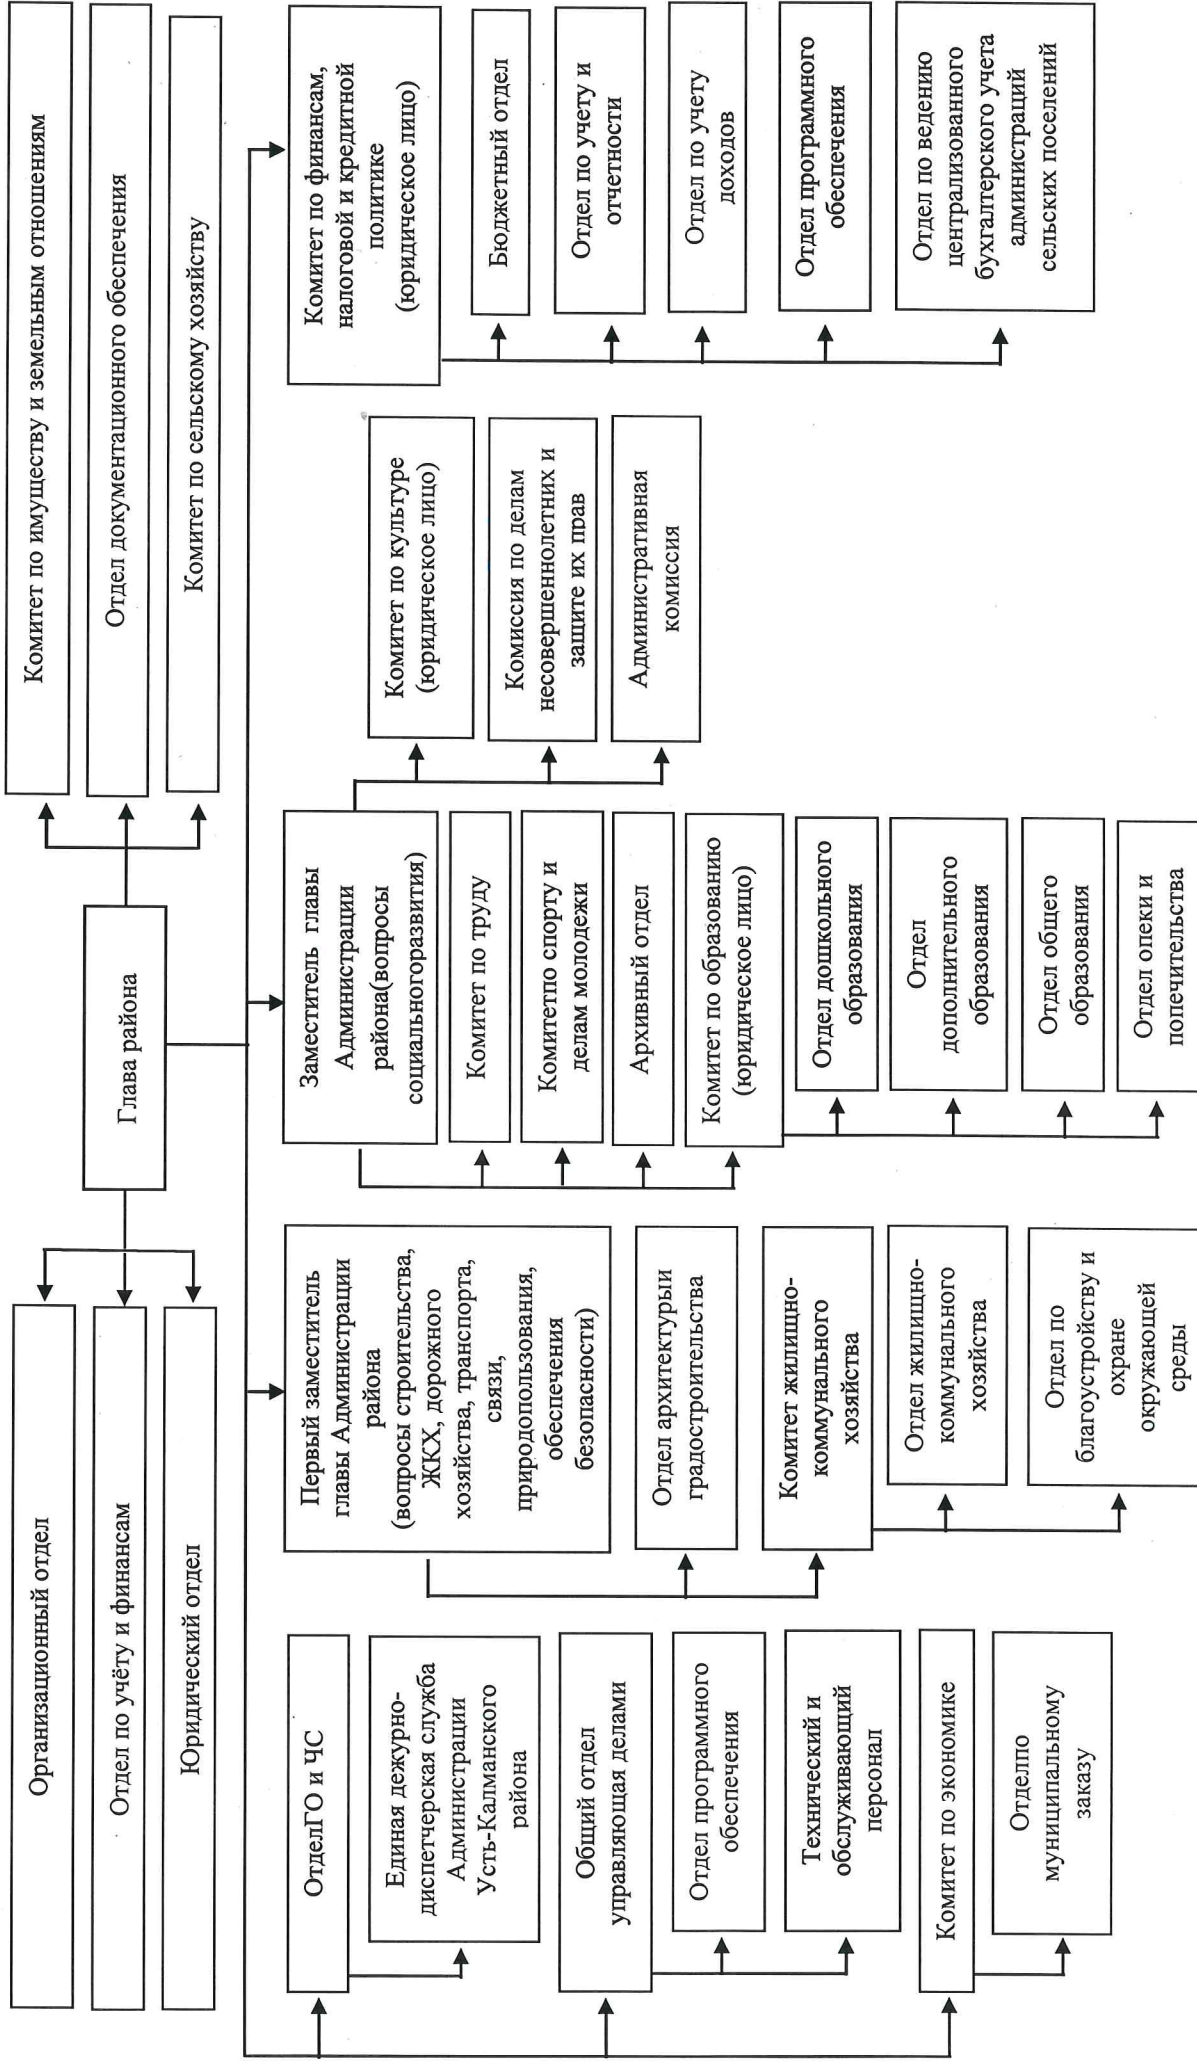 Организационный отдел
Отдел по учёту и финансам
Юридический отдел
Глава района
Комитет по имуществу и земельным отношениям
Отдел документационного обеспечения
Комитет по сельскому хозяйству
ОтделГО и ЧС
Единая дежурно-
диспетчерская служба
Администрации
Усть-Калманского
района
Общий отдел
управляющая делами
Отдел программного
обеспечения
Технический и
обслуживающий
персонал
Комитет по экономике
Отделпо
муниципальному
заказу
Первый заместитель
главы Администрации
района
(вопросы строительства,
ЖКХ, дорожного
хозяйства, транспорта,
связи,
природопользования,
обеспечения
безопасности)
Отдел архитектурыи
градостроительства
Комитет жилищно-
коммунального
хозяйства
Отдел жилищно-
коммунального
хозяйства
Отдел по
благоустройству и
охране
окружающей
среды
Заместитель главы
Администрации
района(вопросы
социальногоразвития)
Комитет по труду
Комитетпо спорту и
делам молодежи
Архивный отдел
Комитет по образованию
(юридическое лицо)
Отдел дошкольного
образования
Отдел
дополнительного
образования
Отдел общего
образования
Отдел опеки и
попечительства
Комитет по культуре
(юридическое лицо)
Комиссия по делам
несовершеннолетних и
защите их прав
Административная
комиссия
Комитет по финансам,
налоговой и кредитной
политике
(юридическое лицо)
Бюджетный отдел
Отдел по учету и
отчетности
Отдел по учету
доходов
Отдел программного
обеспечения
Отдел по ведению
централизованного
бухгалтерского учета
администраций
сельских поселений